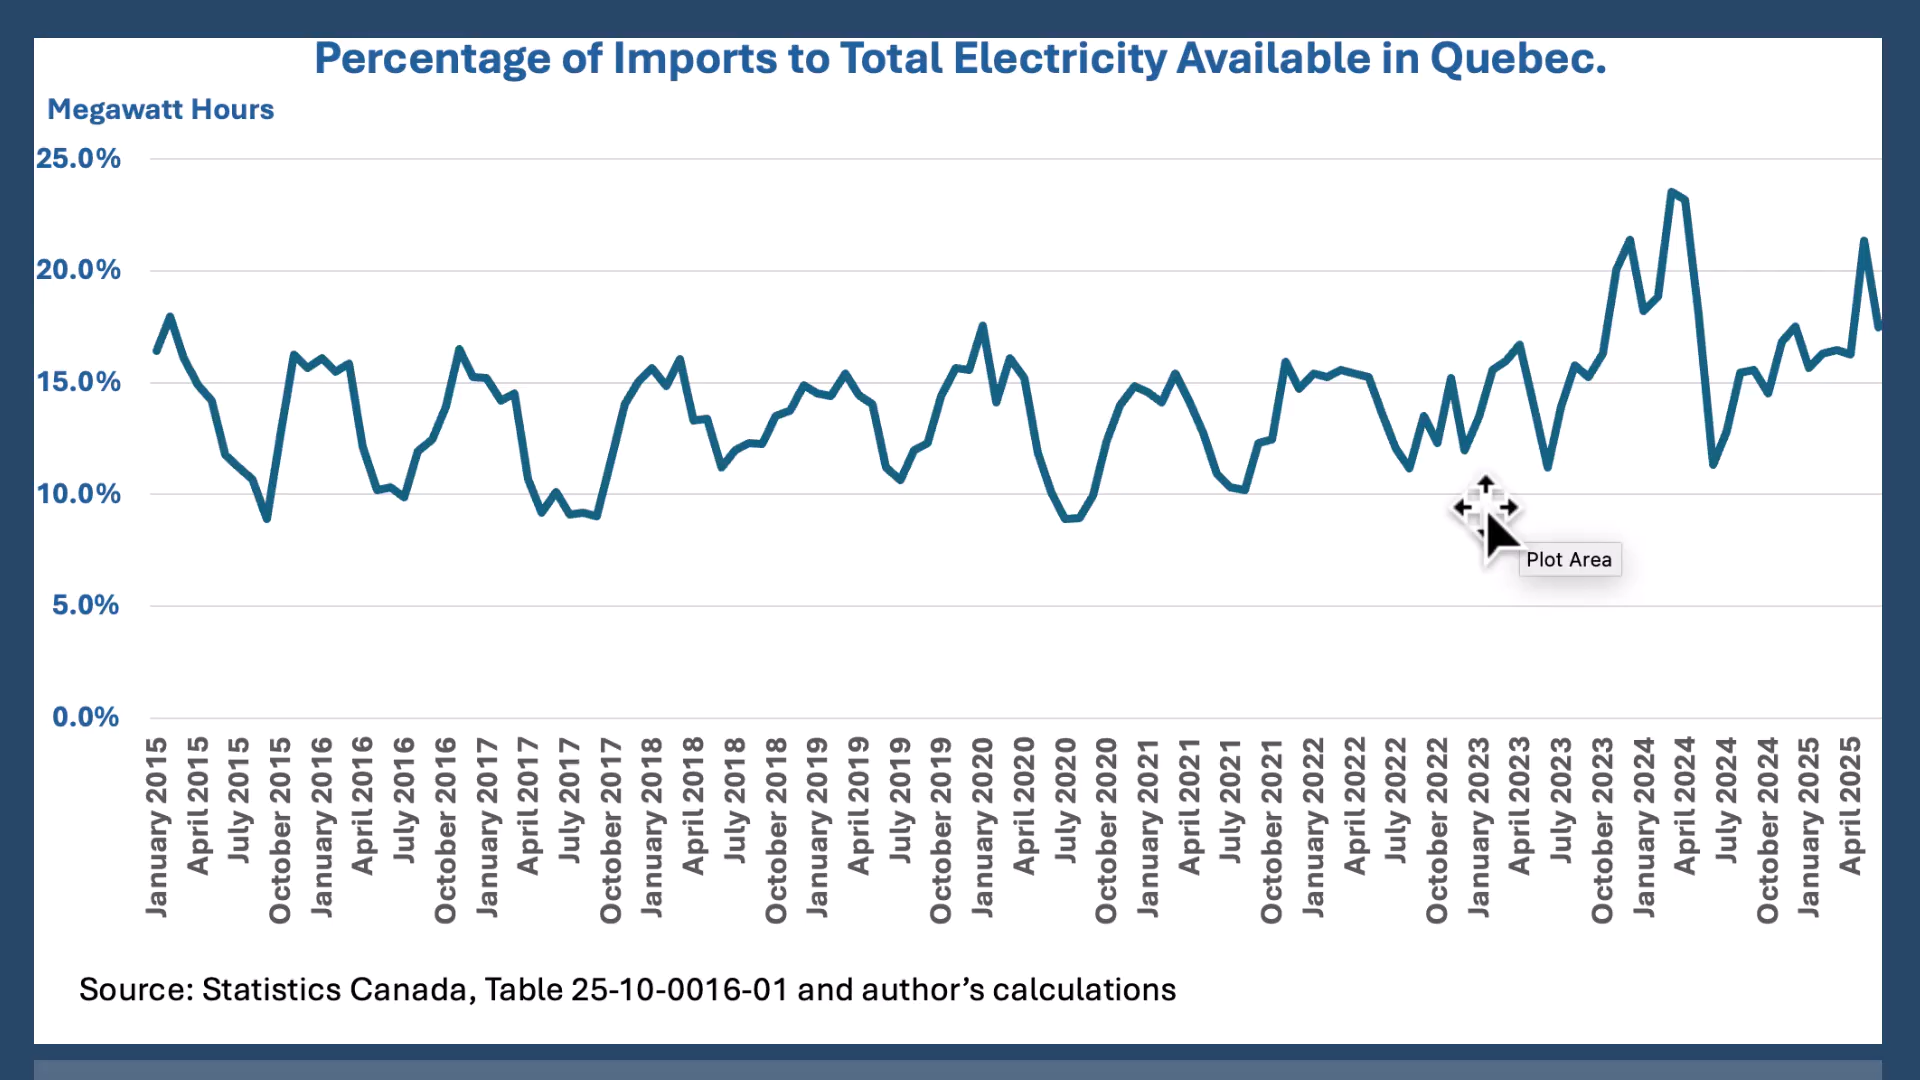 Percentage of Imports to Total Electricity Available in Quebec.
Megawatt Hours
25.0%
20.0%
15.0%
10.0%
5.0%
0.0%
Plot Area
January 2015
April 2015
July 2015
October 2015
January 2016
April 2016
July 2016
October 2016
January 2017
April 2017
July 2017
October 2017
January 2018
April 2018
July 2018
October 2018
January 2019
April 2019
July 2019
October 2019
January 2020
April 2020
July 2020
October 2020
January 2021
April 2021
July 2021
October 2021
January 2022
April 2022
July 2022
October 2022
January 2023
April 2023
July 2023
October 2023
January 2024
April 2024
July 2024
October 2024
January 2025
April 2025
Source: Statistics Canada, Table 25-10-0016-01 and author’s calculations